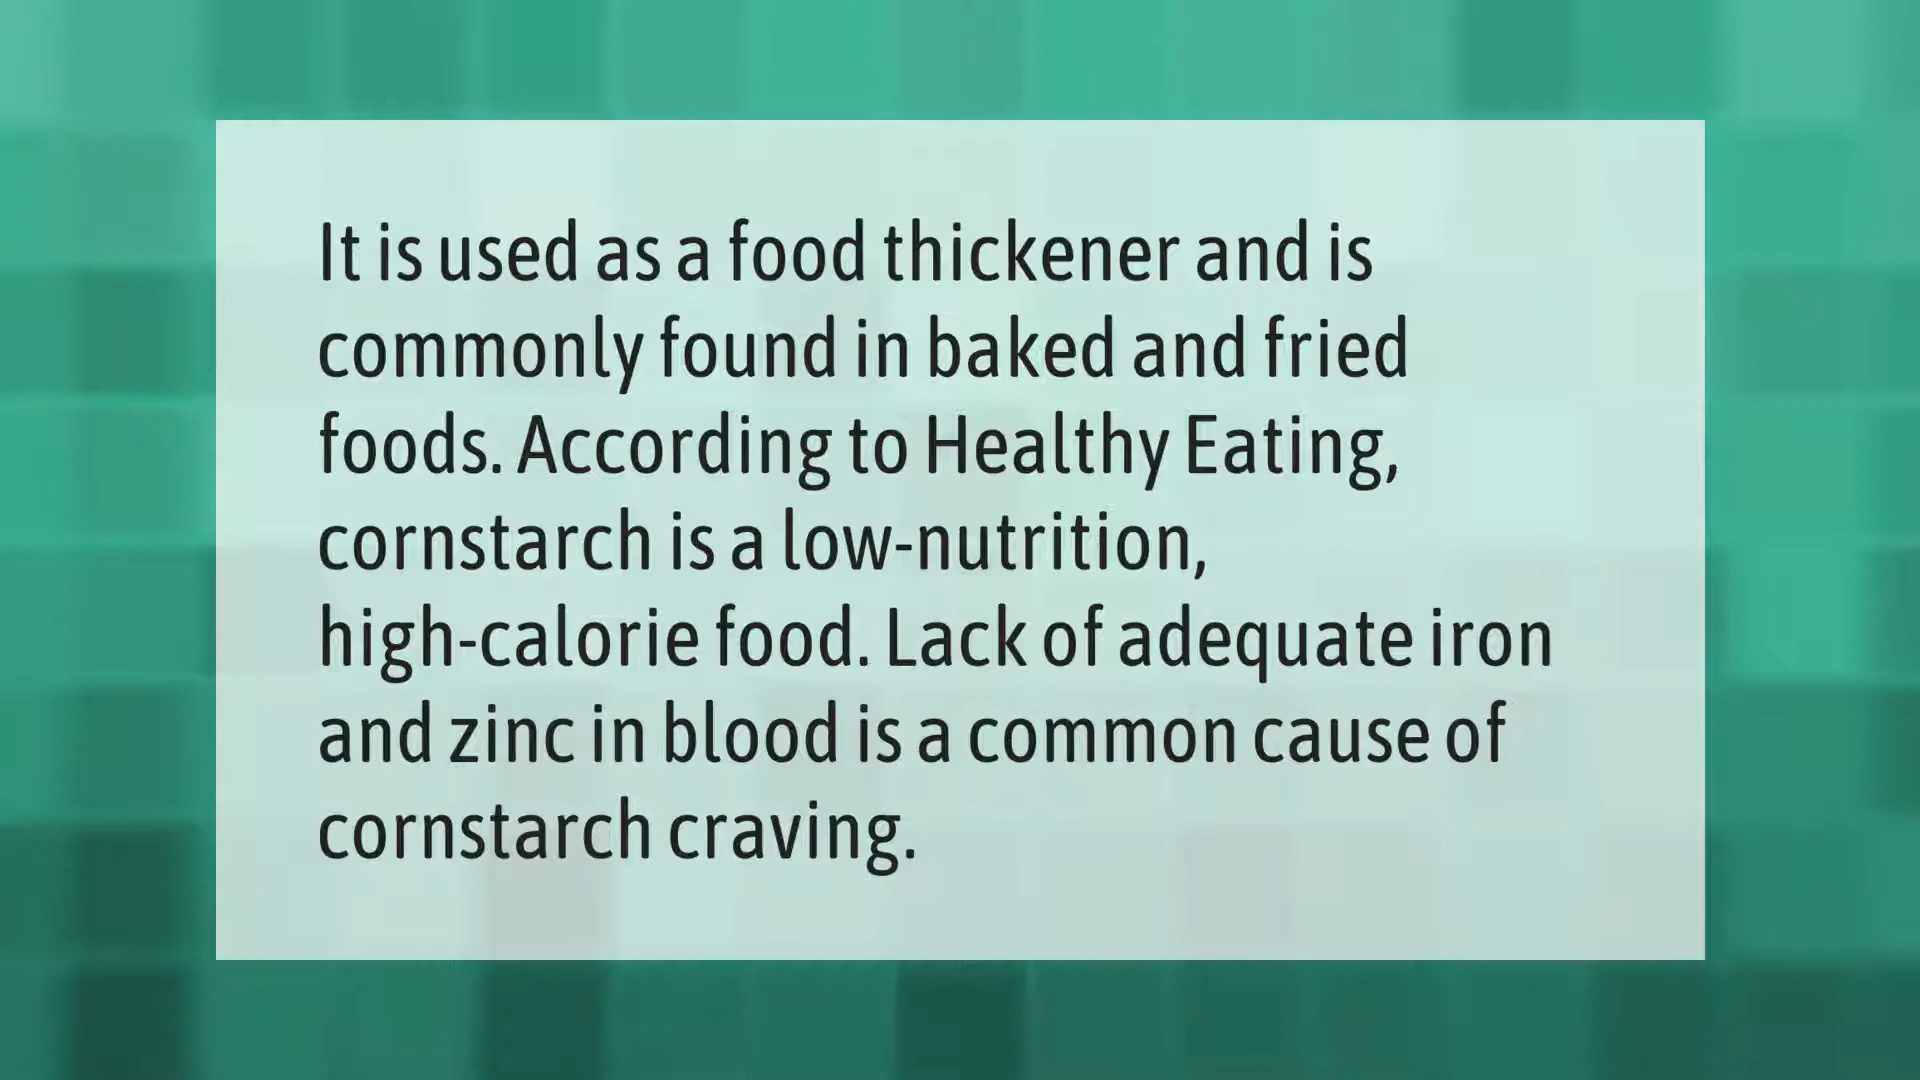 It is used as a food thickener and is
commonly found in baked and fried
foods. According to Healthy Eating,
cornstarch is a low-nutrition,
high-calorie food. Lack of adequate iron
and zinc in blood is a common cause of
cornstarch craving.